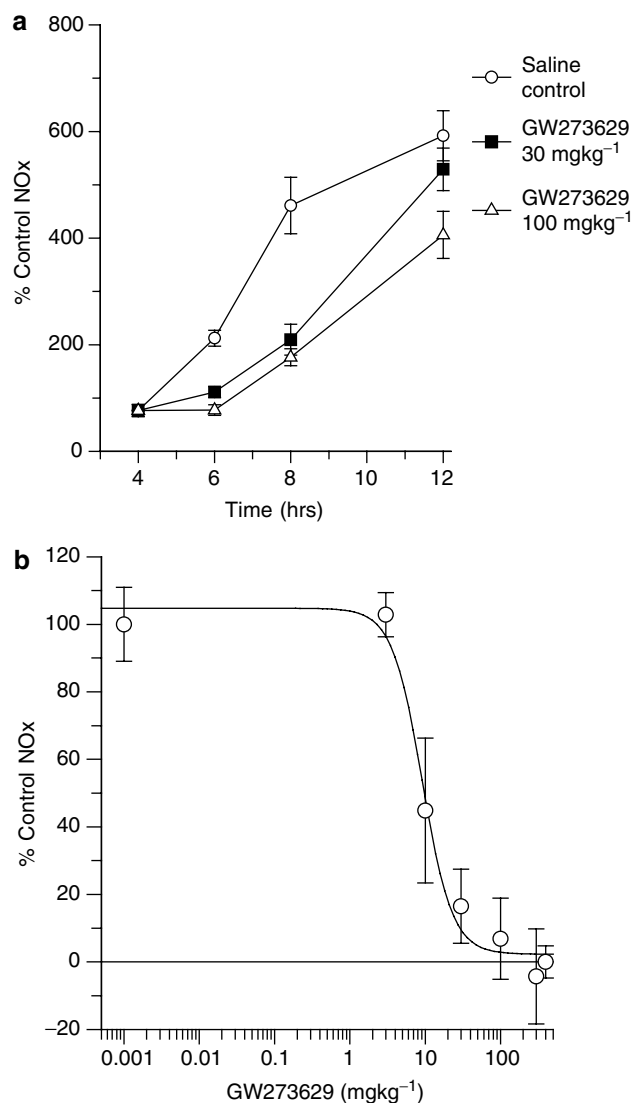 a
800
600
400
200
0
% Control NOx
4
6
8
10
12
Time (hrs)
Saline
control
GW273629
30 mgkg⁻¹
GW273629
100 mgkg⁻¹
b
120
100
80
60
40
20
0
−20
% Control NOx
0.001
0.01
0.1
1
10
100
GW273629 (mgkg⁻¹)